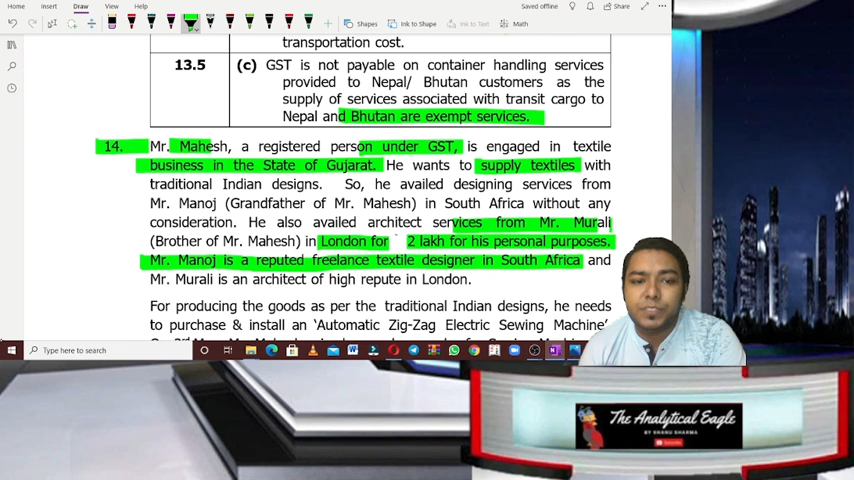 Home
Insert
Draw
View
Saved offline
Share
Shapes
Ink to Shape
Ink to Text
Math
transportation cost.
13.5 (c) GST is not payable on container handling services
provided to Nepal/ Bhutan customers as the
supply of services associated with transit cargo to
Nepal and Bhutan are exempt services.
14. Mr. Mahesh, a registered person under GST, is engaged in textile
business in the State of Gujarat. He wants to supply textiles with
traditional Indian designs. So, he availed designing services from
Mr. Manoj (Grandfather of Mr. Mahesh) in South Africa without any
consideration. He also availed architect services from Mr. Murali
(Brother of Mr. Mahesh) in London for 2 lakh for his personal purposes.
Mr. Manoj is a reputed freelance textile designer in South Africa and
Mr. Murali is an architect of high repute in London.
For producing the goods as per the traditional Indian designs, he needs
to purchase & install an ‘Automatic Zig-Zag Electric Sewing Machine’.
Type here to search
The Analytical Eagle
BY SHANU SHARMA
Subscribe